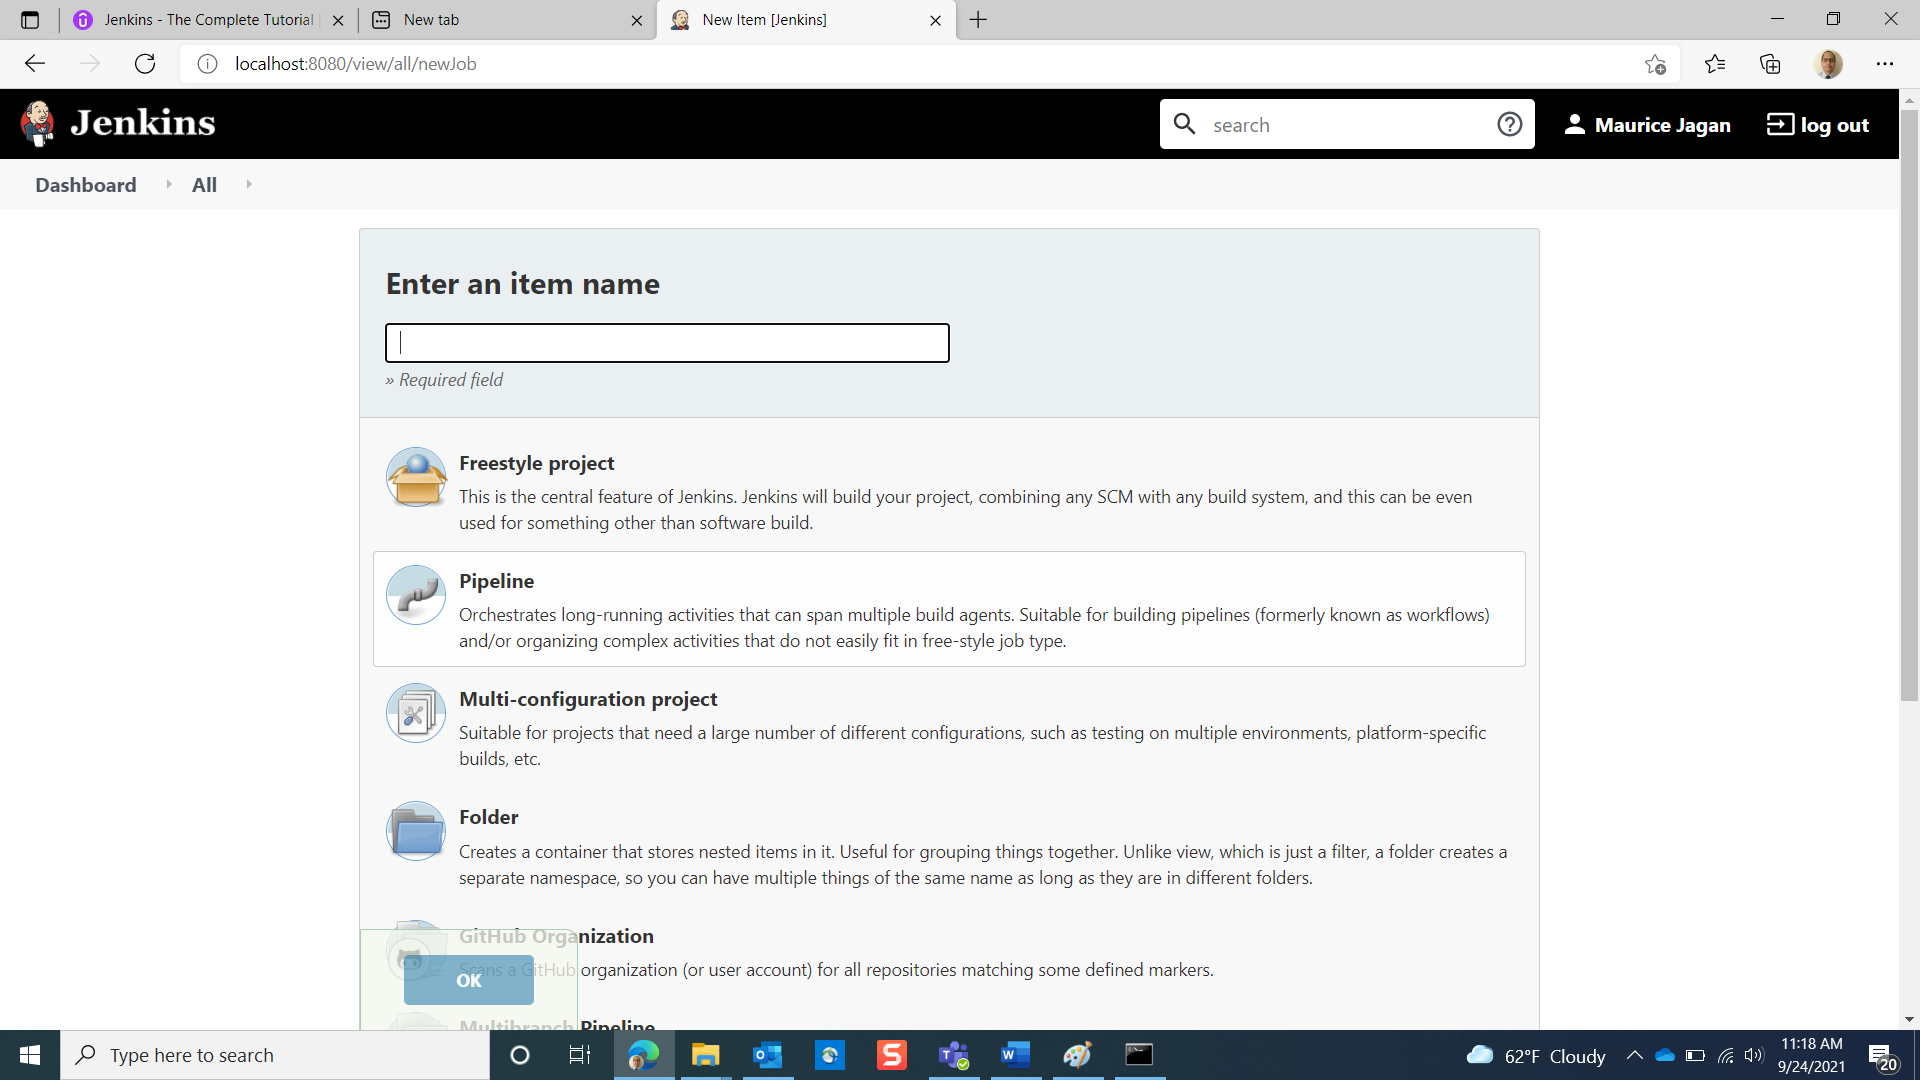 Jenkins - The Complete Tutorial
New tab
New Item [Jenkins]
localhost:8080/view/all/newJob
Jenkins
search
Maurice Jagan
log out
Dashboard
All
Enter an item name
» Required field
Freestyle project
This is the central feature of Jenkins. Jenkins will build your project, combining any SCM with any build system, and this can be even
used for something other than software build.
Pipeline
Orchestrates long-running activities that can span multiple build agents. Suitable for building pipelines (formerly known as workflows)
and/or organizing complex activities that do not easily fit in free-style job type.
Multi-configuration project
Suitable for projects that need a large number of different configurations, such as testing on multiple environments, platform-specific
builds, etc.
Folder
Creates a container that stores nested items in it. Useful for grouping things together. Unlike view, which is just a filter, a folder creates a
separate namespace, so you can have multiple things of the same name as long as they are in different folders.
GitHub Organization
Scans a GitHub organization (or user account) for all repositories matching some defined markers.
OK
Multibranch Pipeline
Type here to search
62°F Cloudy
11:18 AM
9/24/2021
20